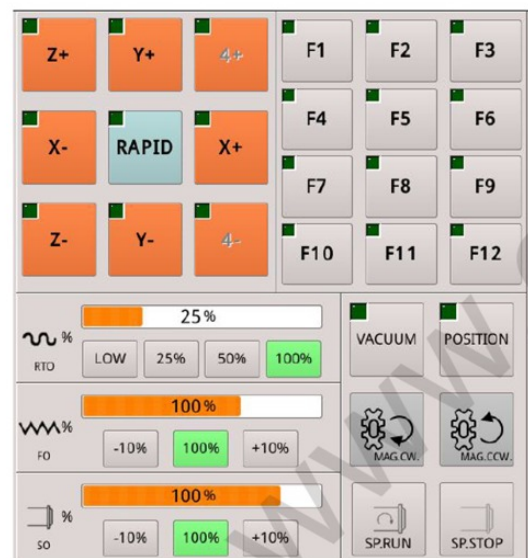 Z+ Y+ 4+ F1 F2 F3
F4 F5 F6
X- RAPID X+
F7 F8 F9
Z- Y- 4- F10 F11 F12
25%
% RTO LOW 25% 50% 100%
VACUUM POSITION
100%
% FO -10% 100% +10%
MAG.CW. MAG.CCW.
100%
% SO -10% 100% +10%
SP.RUN SP.STOP
www